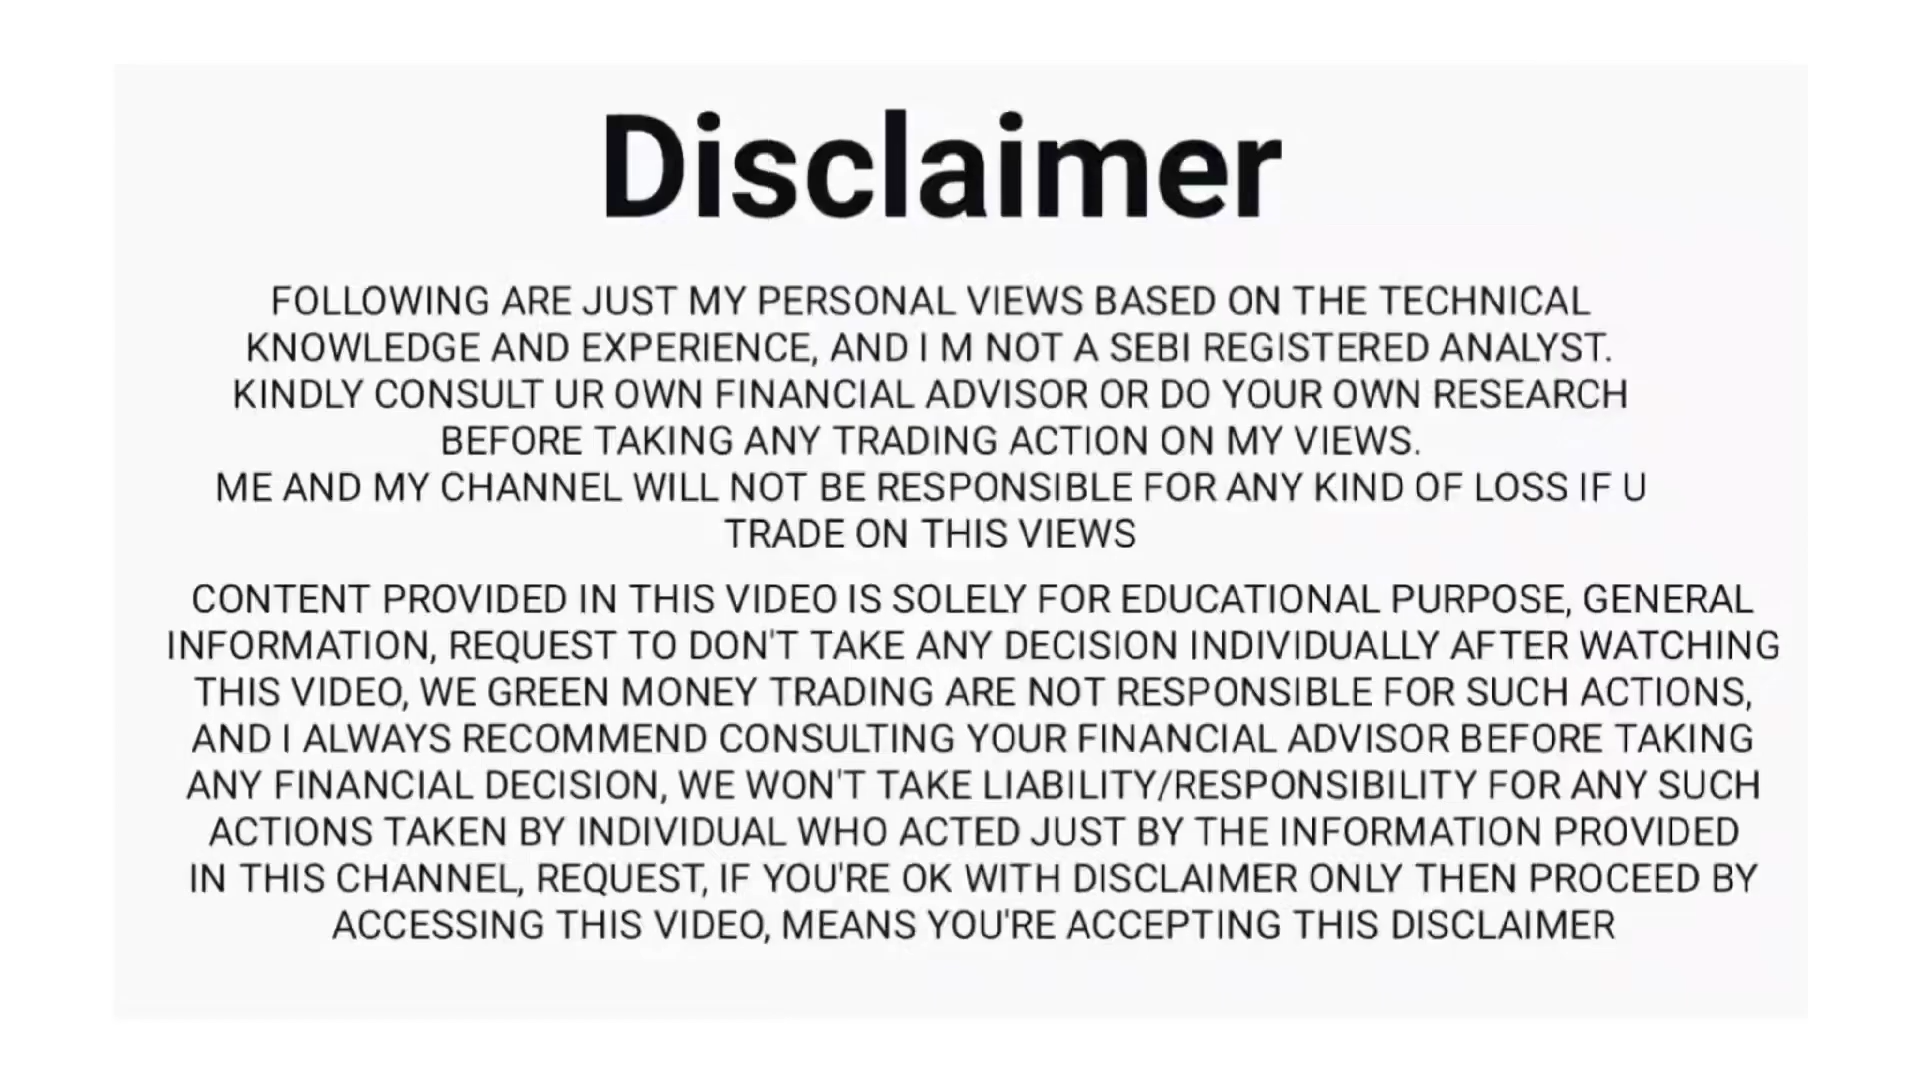 Disclaimer
FOLLOWING ARE JUST MY PERSONAL VIEWS BASED ON THE TECHNICAL
KNOWLEDGE AND EXPERIENCE, AND I M NOT A SEBI REGISTERED ANALYST.
KINDLY CONSULT UR OWN FINANCIAL ADVISOR OR DO YOUR OWN RESEARCH
BEFORE TAKING ANY TRADING ACTION ON MY VIEWS.
ME AND MY CHANNEL WILL NOT BE RESPONSIBLE FOR ANY KIND OF LOSS IF U
TRADE ON THIS VIEWS
CONTENT PROVIDED IN THIS VIDEO IS SOLELY FOR EDUCATIONAL PURPOSE, GENERAL
INFORMATION, REQUEST TO DON'T TAKE ANY DECISION INDIVIDUALLY AFTER WATCHING
THIS VIDEO, WE GREEN MONEY TRADING ARE NOT RESPONSIBLE FOR SUCH ACTIONS,
AND I ALWAYS RECOMMEND CONSULTING YOUR FINANCIAL ADVISOR BEFORE TAKING
ANY FINANCIAL DECISION, WE WON'T TAKE LIABILITY/RESPONSIBILITY FOR ANY SUCH
ACTIONS TAKEN BY INDIVIDUAL WHO ACTED JUST BY THE INFORMATION PROVIDED
IN THIS CHANNEL, REQUEST, IF YOU'RE OK WITH DISCLAIMER ONLY THEN PROCEED BY
ACCESSING THIS VIDEO, MEANS YOU'RE ACCEPTING THIS DISCLAIMER